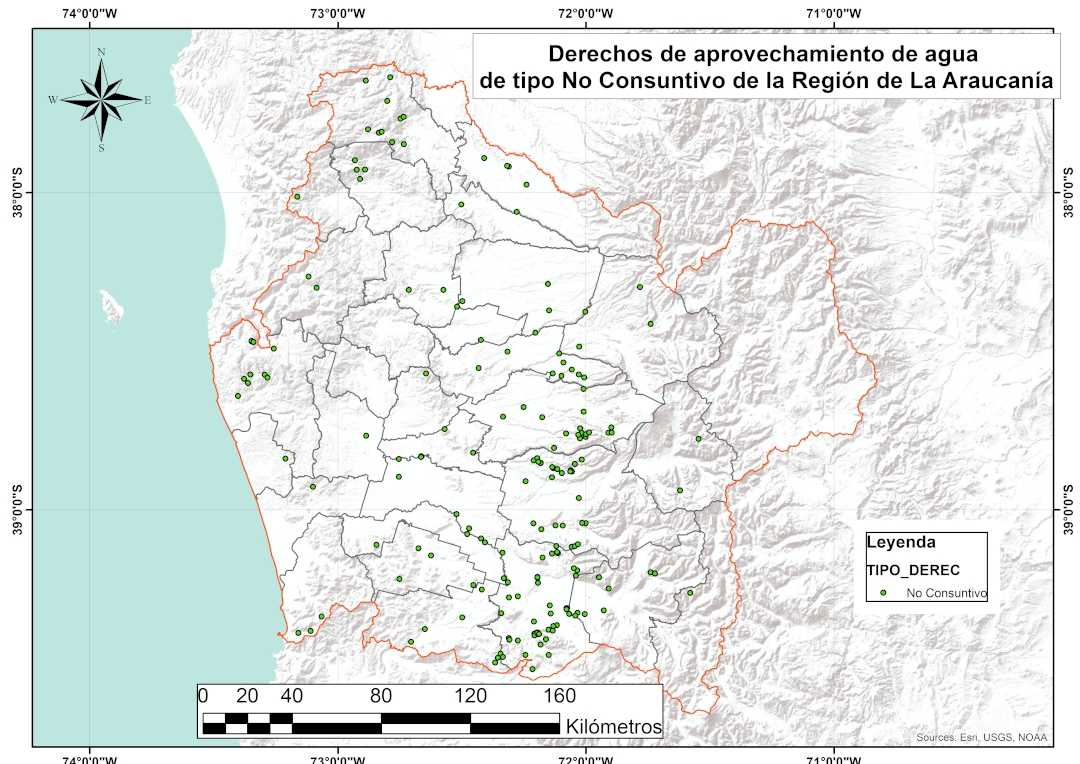 74°0'0"W 73°0'0"W 72°0'0"W 71°0'0"W
Derechos de aprovechamiento de agua
de tipo No Consuntivo de la Región de La Araucanía
N
W E
S
38°0'0"S 38°0'0"S
39°0'0"S 39°0'0"S
Leyenda
TIPO_DEREC
No Consuntivo
0 20 40 80 120 160
Kilómetros
Sources: Esri, USGS, NOAA
74°0'0"W 73°0'0"W 72°0'0"W 71°0'0"W